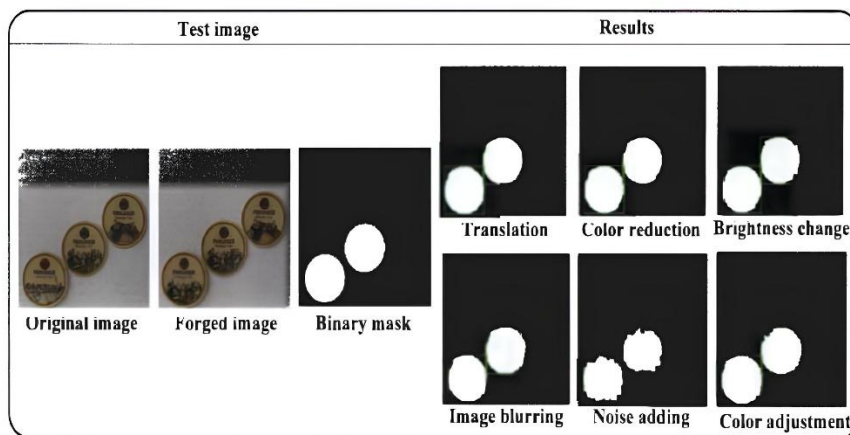 Test image
Results
Translation
Color reduction
Brightness change
Original image
Forged image
Binary mask
Image blurring
Noise adding
Color adjustment